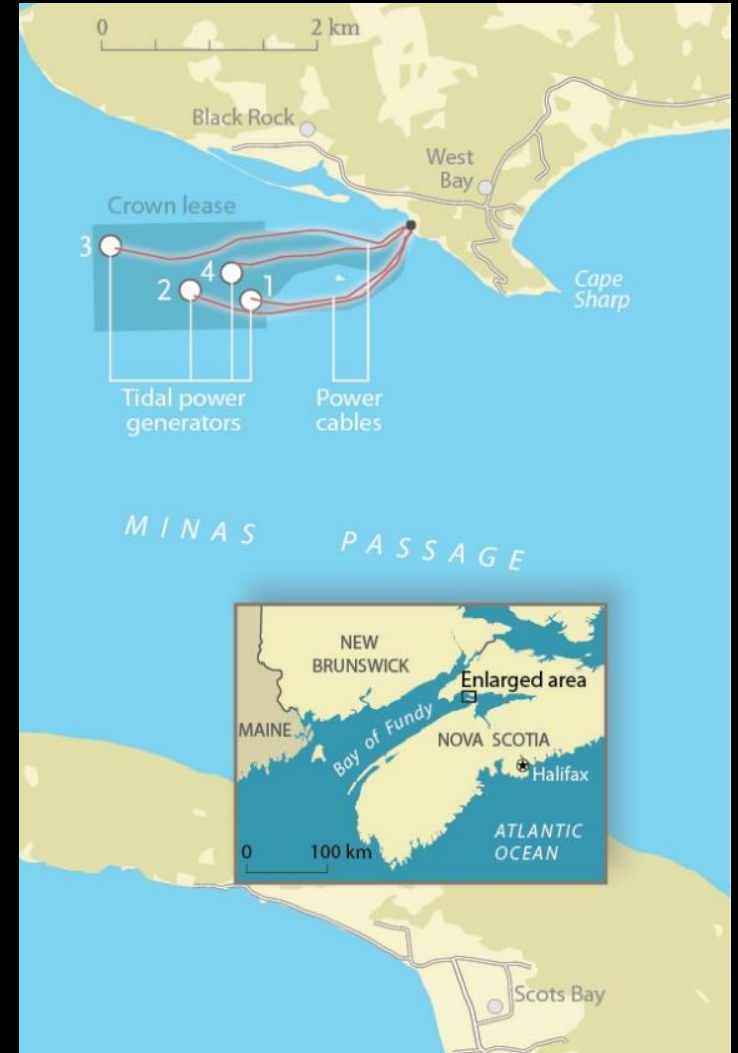 0 2 km
Black Rock
West
Bay
Crown lease
3
4
2
1
Cape
Sharp
Tidal power
generators
Power
cables
MINAS PASSAGE
NEW
BRUNSWICK
Enlarged area
MAINE
Bay of Fundy
NOVA SCOTIA
Halifax
ATLANTIC
OCEAN
0 100 km
Scots Bay